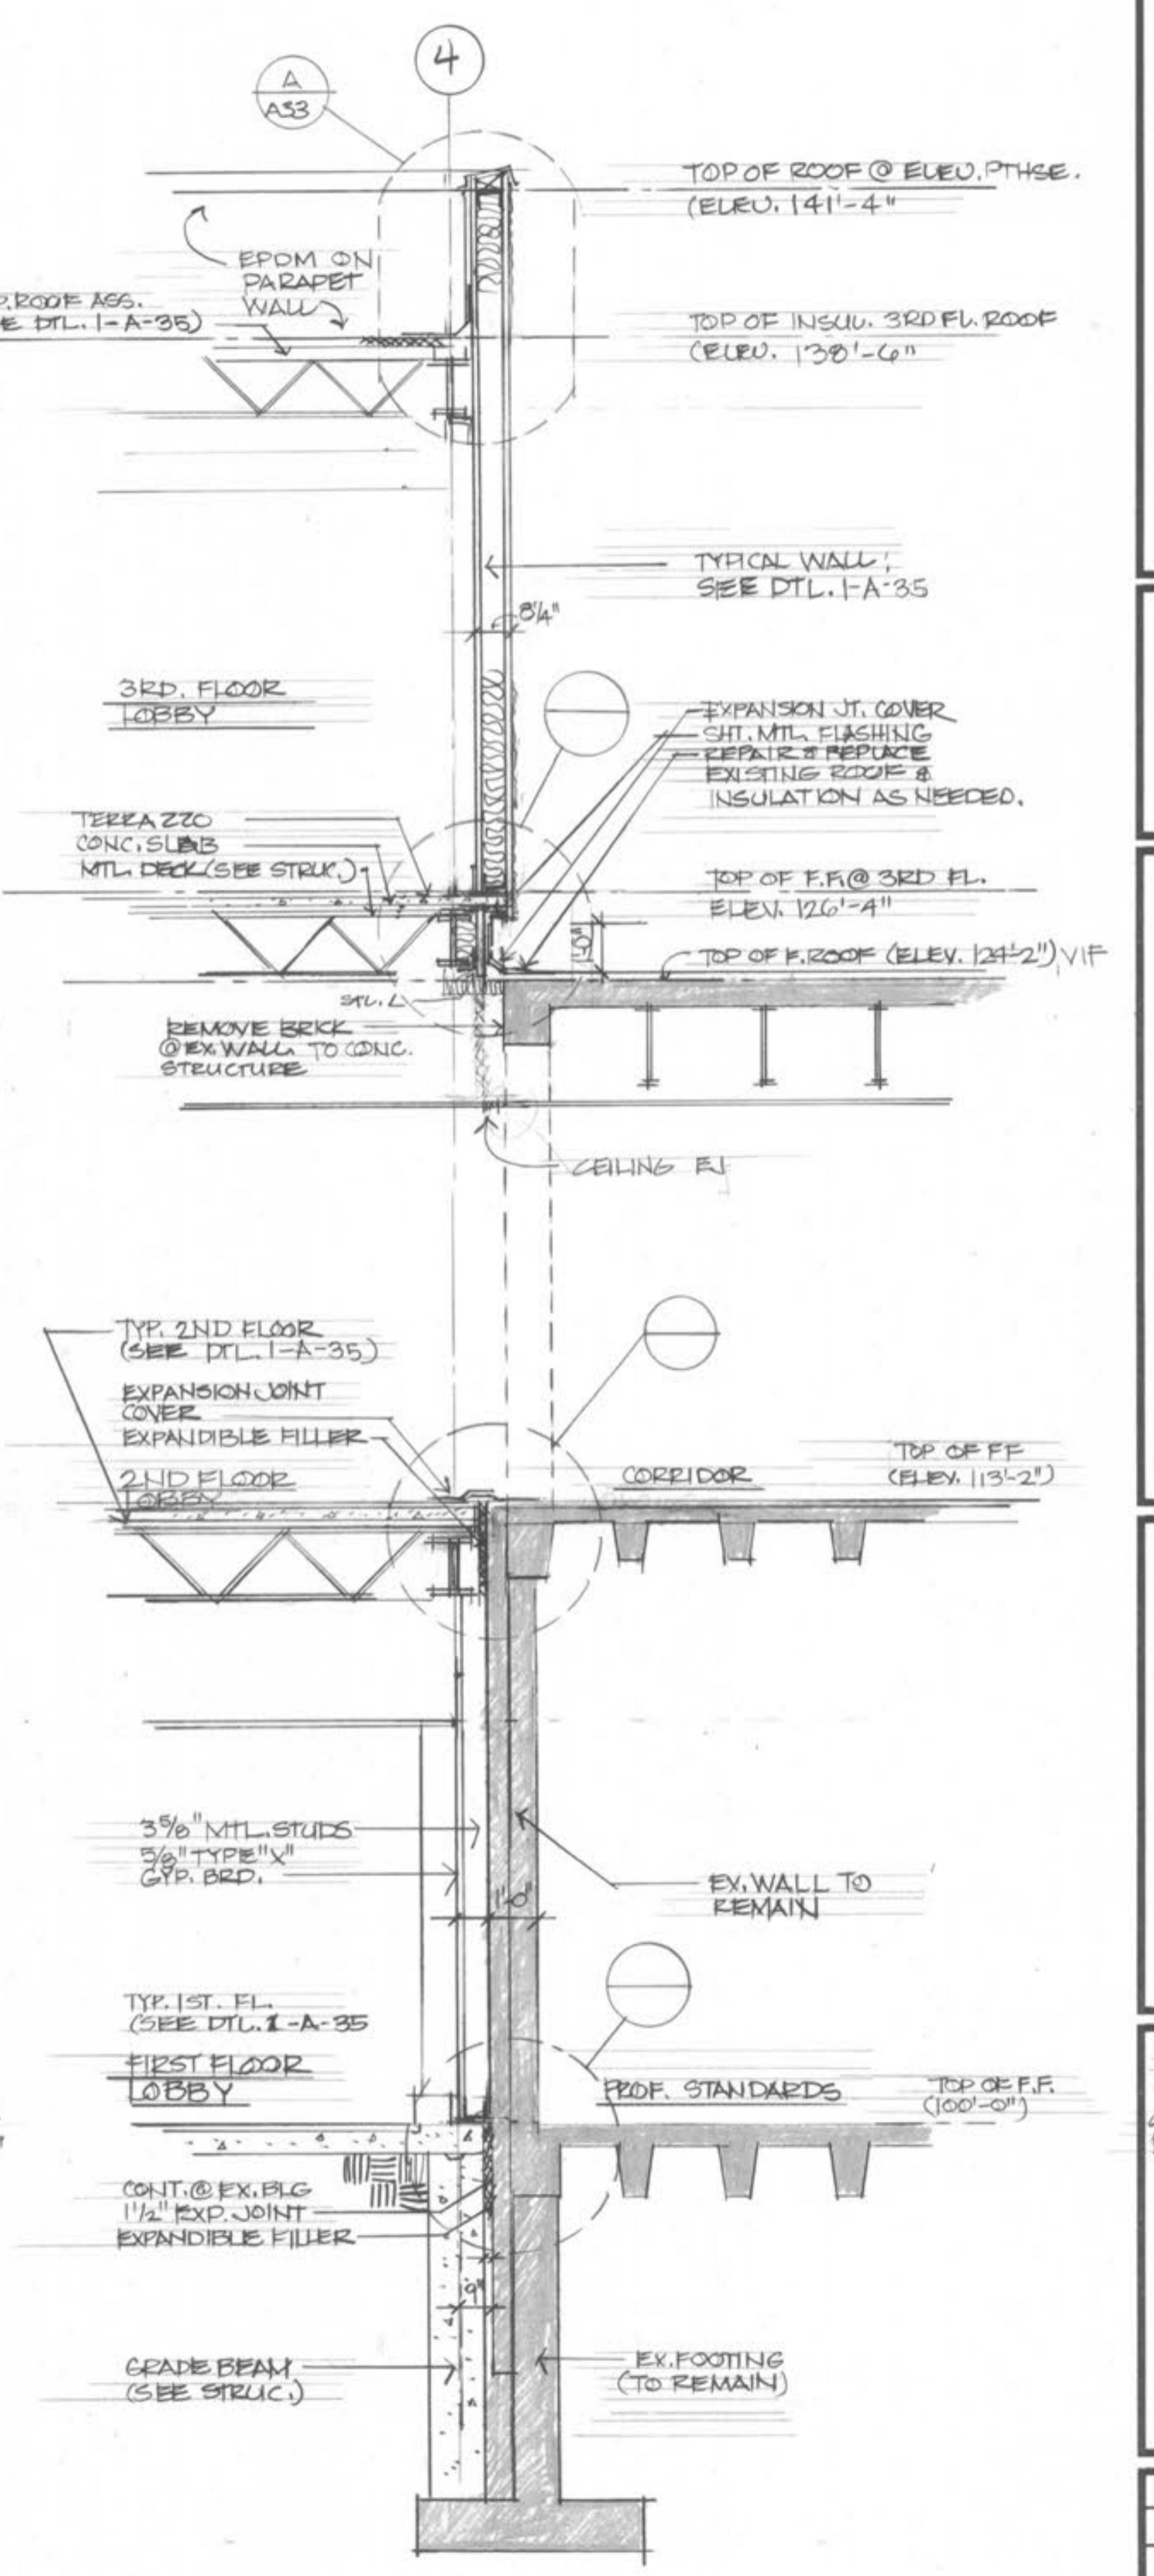 4
A
A33
TOP OF ROOF @ ELEV. PTHSE.
(ELEV. 141'-4"
EPDM ON
PARAPET
WALL
P. ROOF ASS.
E DTL. 1-A-35)
TOP OF INSUL. 3RD FL. ROOF
(ELEV. 138'-6"
TYPICAL WALL;
SEE DTL. 1-A-35
8 1/4"
3RD. FLOOR
LOBBY
EXPANSION JT. COVER
SHT. MTL. FLASHING
REPAIR & REPLACE
EXISTING ROOF &
INSULATION AS NEEDED.
TERRAZZO
CONC. SLAB
MTL. DECK (SEE STRUC.)
TOP OF F.F. @ 3RD FL.
ELEV. 126'-4"
TOP OF E. ROOF (ELEV. 124'-2") VIF
STL. L
REMOVE BRICK
@ EX. WALL TO CONC.
STRUCTURE
CEILING EJ
TYP. 2ND FLOOR
(SEE DTL. 1-A-35)
EXPANSION JOINT
COVER
EXPANDIBLE FILLER
2ND FLOOR
LOBBY
CORRIDOR
TOP OF FF
(ELEV. 113'-2")
3 5/8" MTL. STUDS
5/8" TYPE "X"
GYP. BRD.
1'-0"
EX. WALL TO
REMAIN
TYP. 1ST. FL.
(SEE DTL. 1-A-35
FIRST FLOOR
LOBBY
PROF. STANDARDS
TOP OF F.F.
(100'-0")
CONT. @ EX. BLG
1 1/2" EXP. JOINT
EXPANDIBLE FILLER
9"
GRADE BEAM
(SEE STRUC.)
EX. FOOTING
(TO REMAIN)